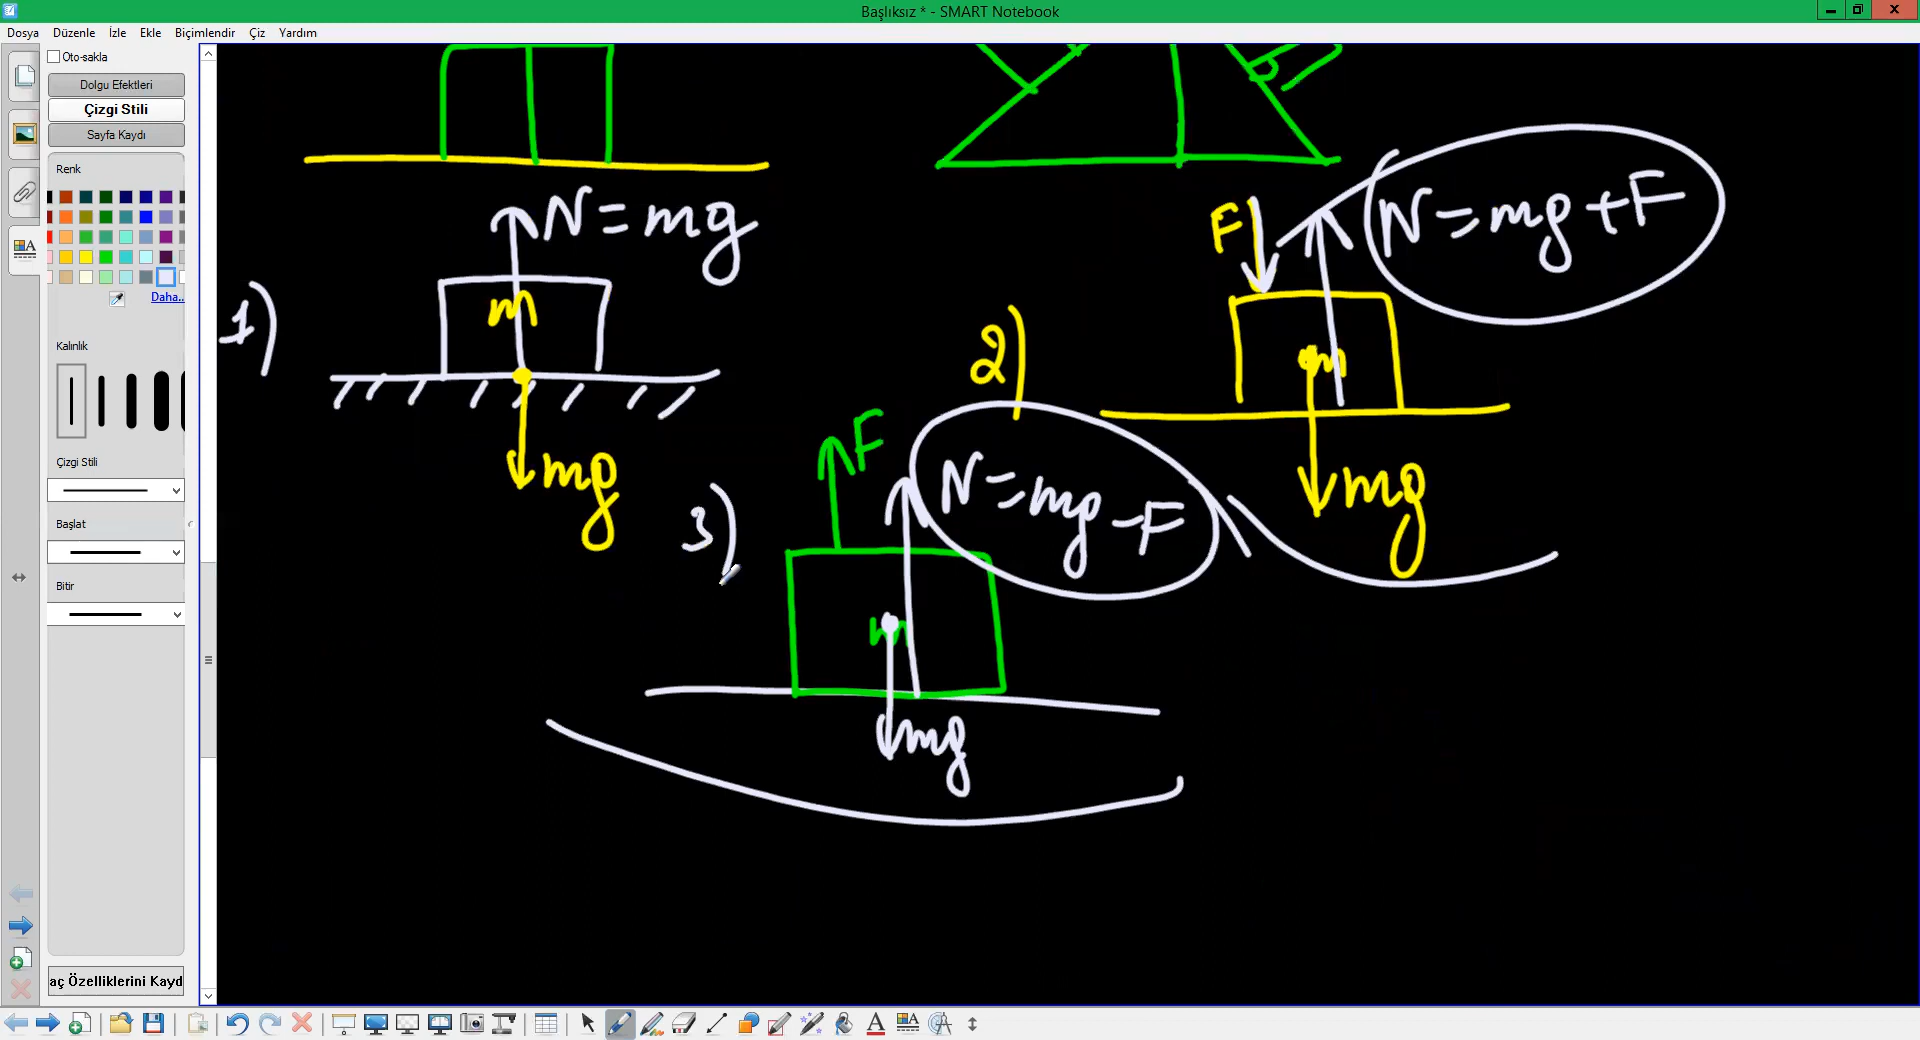 Başlıksız * - SMART Notebook
Dosya Düzenle İzle Ekle Biçimlendir Çiz Yardım
Oto-sakla
Dolgu Efektleri
Çizgi Stili
Sayfa Kaydı
Renk
Daha..
Kalınlık
Çizgi Stili
Başlat
Bitir
aç Özelliklerini Kayd
1)
N = mg
m
mg
2)
F
N = mg + F
m
mg
3)
F
N = mg - F
m
mg